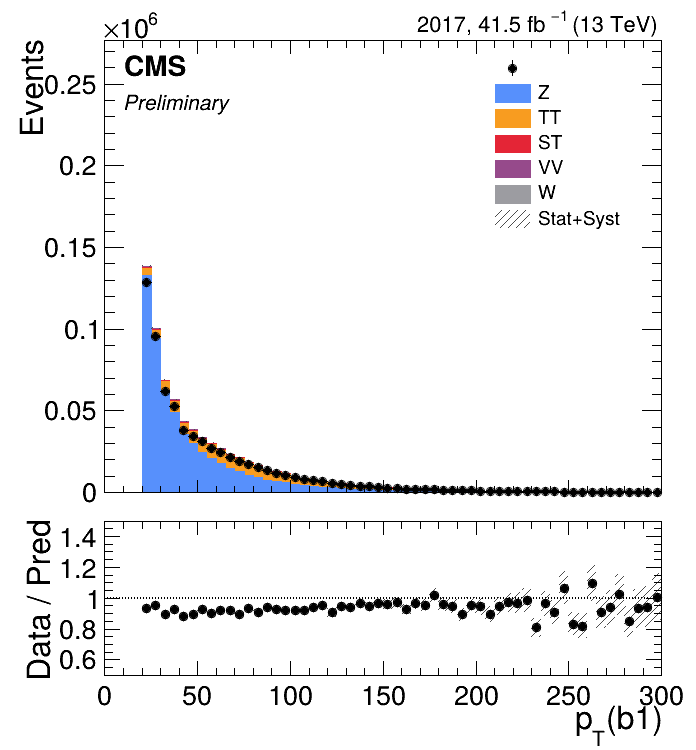 ×10⁶
2017, 41.5 fb⁻¹ (13 TeV)
CMS
Preliminary
Events
0.25
0.2
0.15
0.1
0.05
0
Z
TT
ST
VV
W
Stat+Syst
Data / Pred
1.4
1.2
1
0.8
0.6
0 50 100 150 200 250 300
p_T(b1)